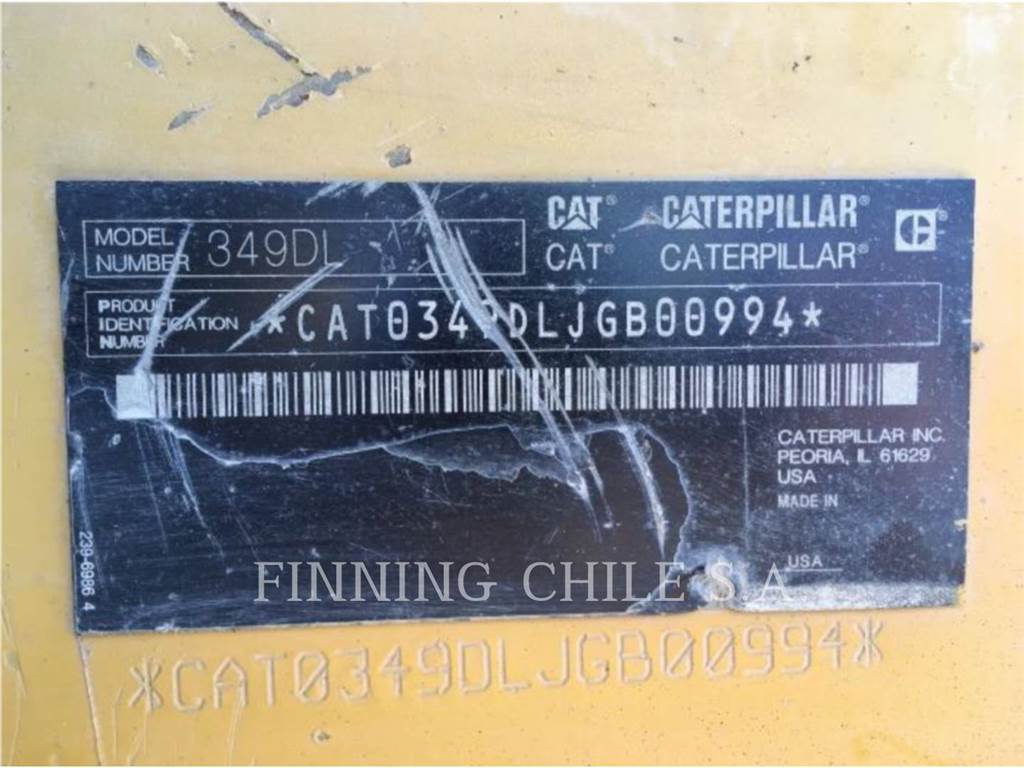 CAT® CATERPILLAR®
MODEL NUMBER 349DL
CAT® CATERPILLAR®
PRODUCT IDENTIFICATION NUMBER *CAT0349DLJGB00994*
CATERPILLAR INC.
PEORIA, IL 61629
USA
MADE IN
USA
239-6986 4
FINNING CHILE S A
*CAT0349DLJGB00994*